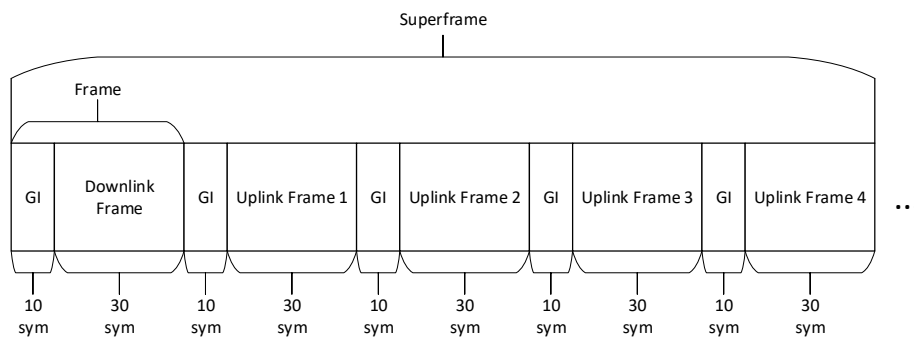 Superframe
Frame
GI
Downlink
Frame
GI
Uplink Frame 1
GI
Uplink Frame 2
GI
Uplink Frame 3
GI
Uplink Frame 4
..
10
sym
30
sym
10
sym
30
sym
10
sym
30
sym
10
sym
30
sym
10
sym
30
sym